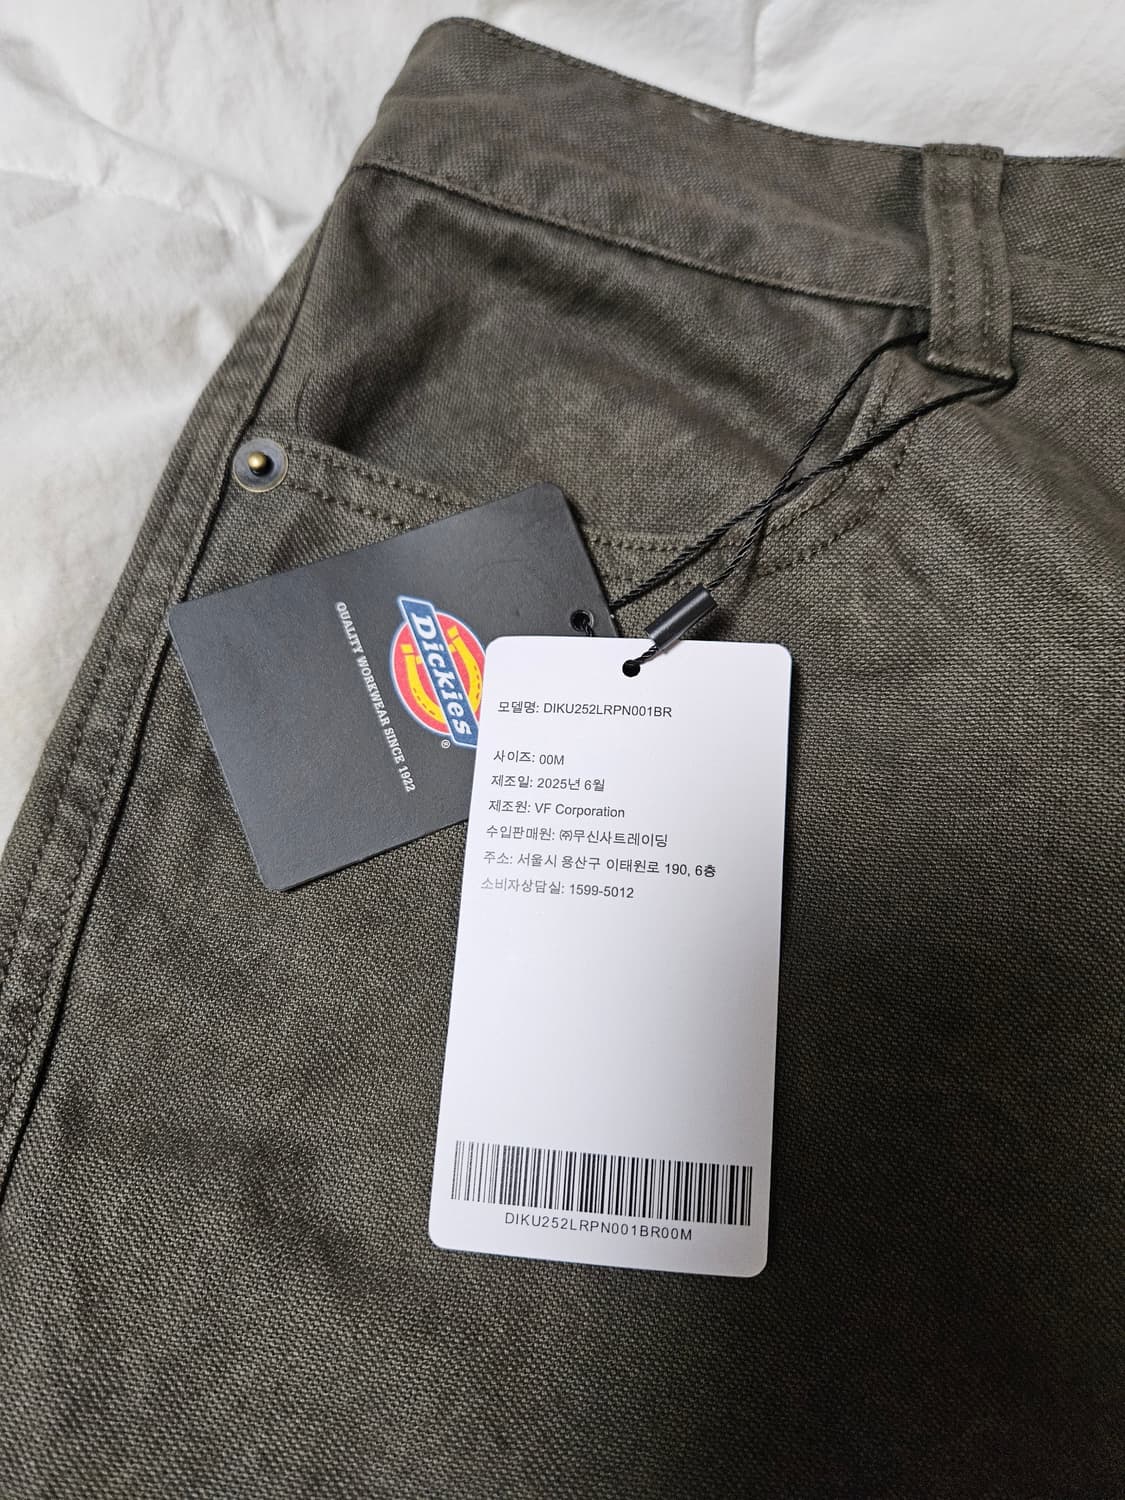 Dickies
®
QUALITY WORKWEAR SINCE 1922
모델명: DIKU252LRPN001BR
사이즈: 00M
제조일: 2025년 6월
제조원: VF Corporation
수입판매원: ㈜무신사트레이딩
주소: 서울시 용산구 이태원로 190, 6층
소비자상담실: 1599-5012
DIKU252LRPN001BR00M